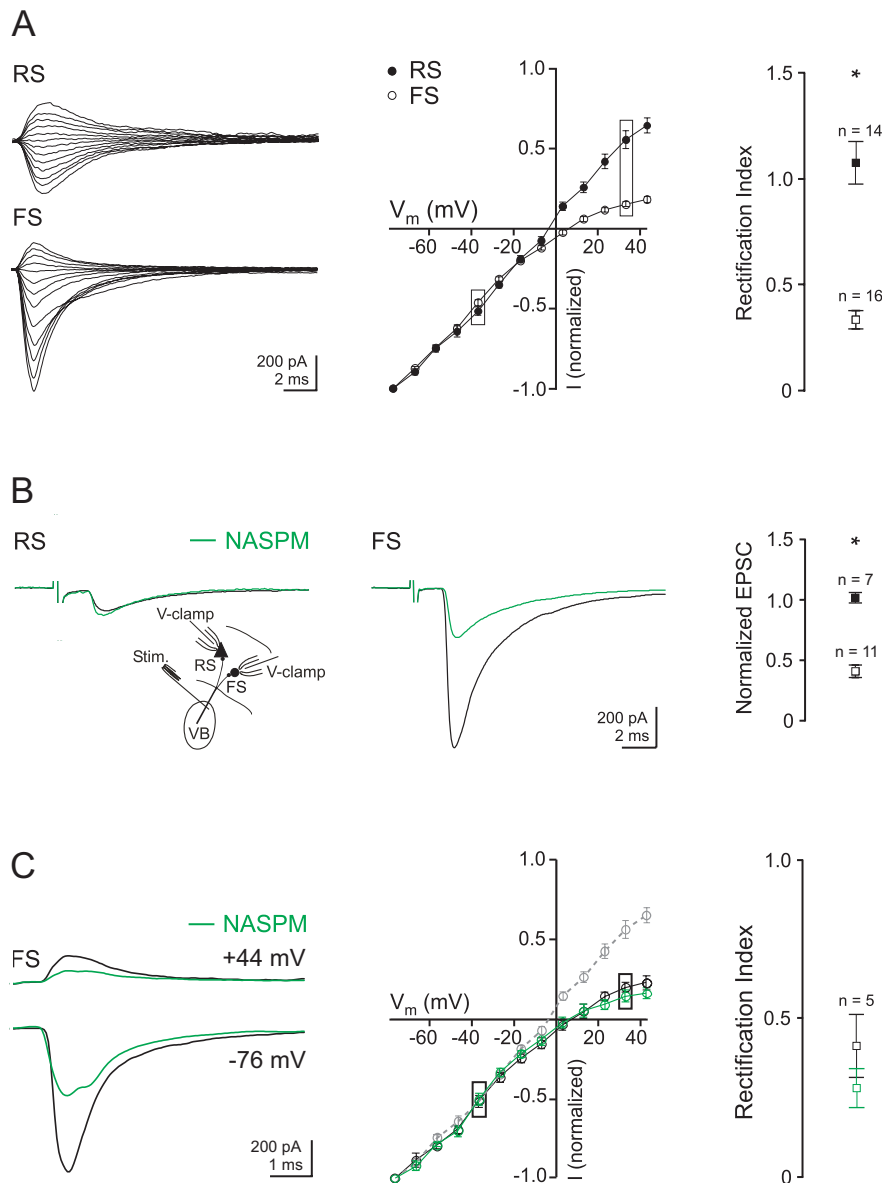 A
RS
FS
200 pA
2 ms
RS
FS
1.0
0.5
Vm (mV)
-60
-40
-20
20
40
-0.5
-1.0
I (normalized)
Rectification Index
1.5
1.0
0.5
0
*
n = 14
n = 16
B
RS
NASPM
V-clamp
Stim.
RS
FS
V-clamp
VB
FS
200 pA
2 ms
Normalized EPSC
1.5
1.0
0.5
0
*
n = 7
n = 11
C
NASPM
FS
+44 mV
-76 mV
200 pA
1 ms
1.0
0.5
Vm (mV)
-60
-40
-20
20
40
-0.5
-1.0
I (normalized)
Rectification Index
1.0
0.5
0
n = 5